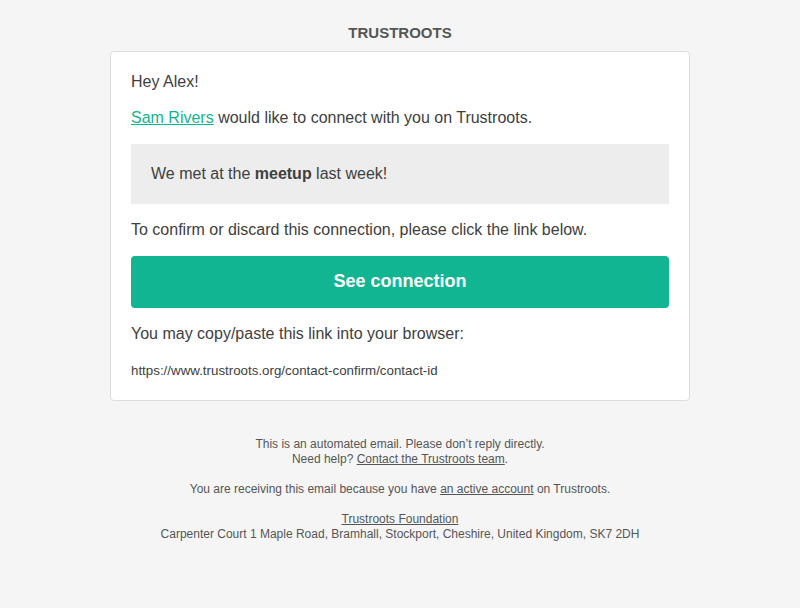 TRUSTROOTS
Hey Alex!
Sam Rivers would like to connect with you on Trustroots.
We met at the meetup last week!
To confirm or discard this connection, please click the link below.
See connection
You may copy/paste this link into your browser:
https://www.trustroots.org/contact-confirm/contact-id
This is an automated email. Please don’t reply directly.
Need help? Contact the Trustroots team.
You are receiving this email because you have an active account on Trustroots.
Trustroots Foundation
Carpenter Court 1 Maple Road, Bramhall, Stockport, Cheshire, United Kingdom, SK7 2DH